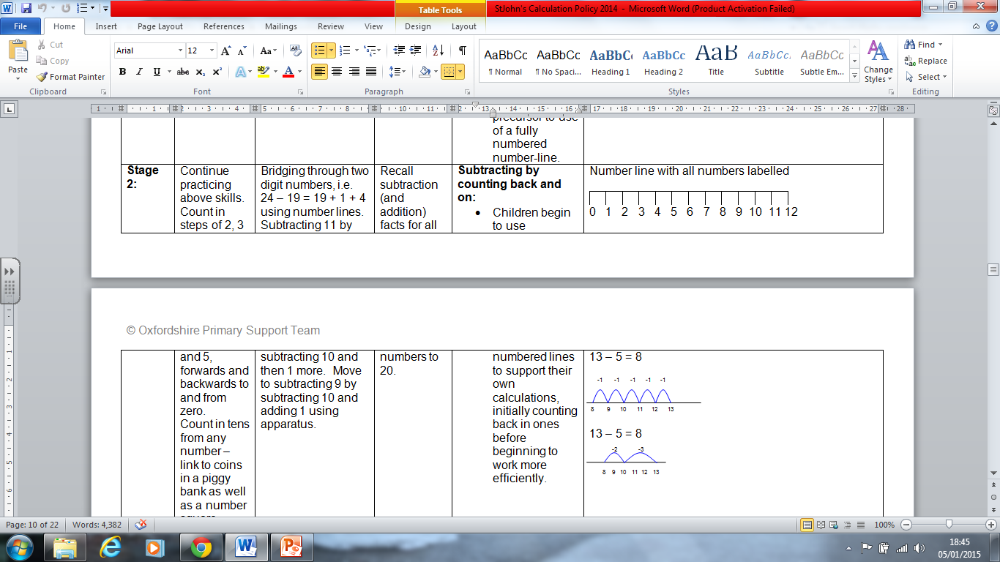 StJohn's Calculation Policy 2014 - Microsoft Word (Product Activation Failed)
Table Tools
File
Home
Insert
Page Layout
References
Mailings
Review
View
Design
Layout
Paste
Cut
Copy
Format Painter
Clipboard
Arial
12
Font
Paragraph
AaBbCc
¶ Normal
AaBbCc
¶ No Spaci...
AaBbCc
Heading 1
AaBbCc
Heading 2
AaB
Title
AaBbCc.
Subtitle
AaBbCc.
Subtle Em...
Change
Styles
Styles
Find
Replace
Select
Editing
precursor to use
of a fully
numbered
number-line.
Stage
2:
Continue
practicing
above skills.
Count in
steps of 2, 3
Bridging through two
digit numbers, i.e.
24 – 19 = 19 + 1 + 4
using number lines.
Subtracting 11 by
Recall
subtraction
(and
addition)
facts for all
Subtracting by
counting back and
on:
• Children begin
to use
Number line with all numbers labelled
0 1 2 3 4 5 6 7 8 9 10 11 12
© Oxfordshire Primary Support Team
and 5,
forwards and
backwards to
and from
zero.
Count in tens
from any
number –
link to coins
in a piggy
bank as well
as a number
square
subtracting 10 and
then 1 more. Move
to subtracting 9 by
subtracting 10 and
adding 1 using
apparatus.
numbers to
20.
numbered lines
to support their
own
calculations,
initially counting
back in ones
before
beginning to
work more
efficiently.
13 – 5 = 8
-1 -1 -1 -1 -1
8 9 10 11 12 13
13 – 5 = 8
-2 -3
8 9 10 11 12 13
Page: 10 of 22
Words: 4,382
100%
18:45
05/01/2015